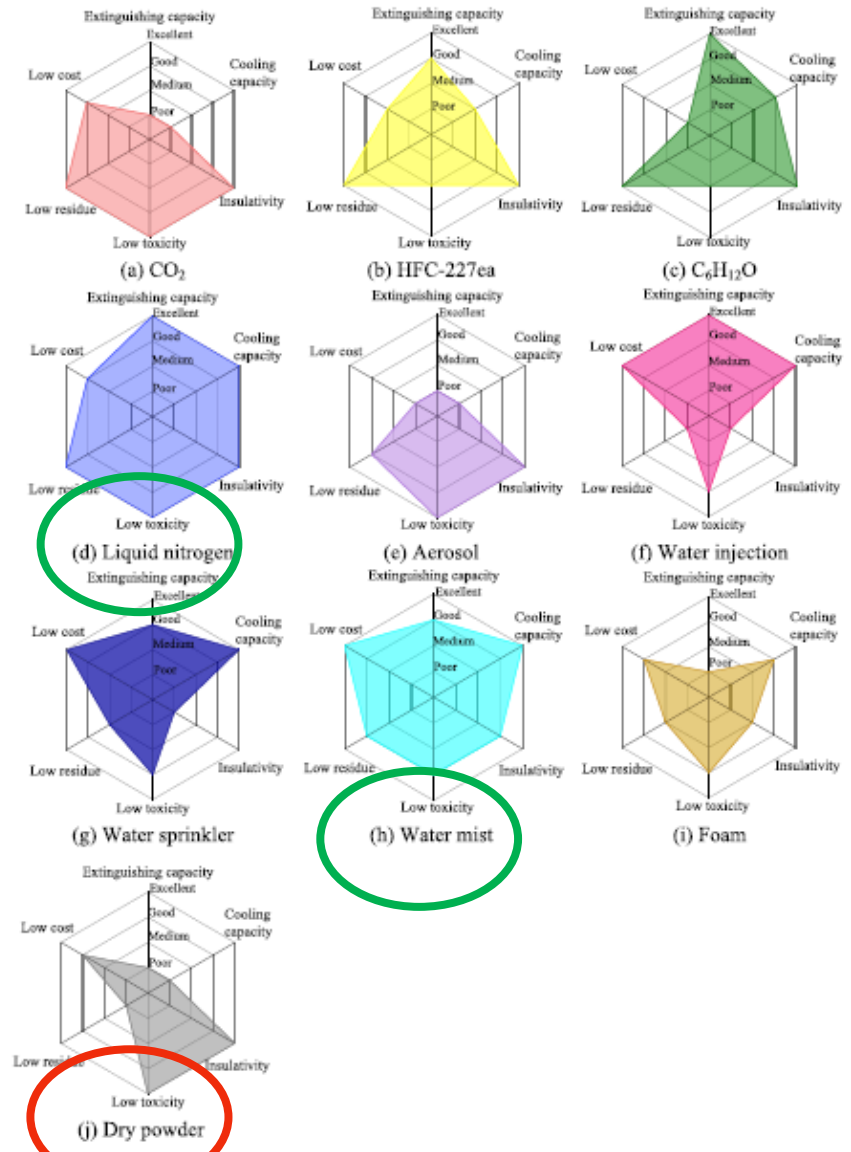 Extinguishing capacity
Excellent
Good
Medium
Poor
Low cost
Cooling
capacity
Low residue
Insulativity
Low toxicity
(a) CO₂
Extinguishing capacity
Excellent
Good
Medium
Poor
Low cost
Cooling
capacity
Low residue
Insulativity
Low toxicity
(b) HFC-227ea
Extinguishing capacity
Excellent
Good
Medium
Poor
Low cost
Cooling
capacity
Low residue
Insulativity
Low toxicity
(c) C₆H₁₂O
Extinguishing capacity
Excellent
Good
Medium
Poor
Low cost
Cooling
capacity
Low residue
Insulativity
Low toxicity
(d) Liquid nitrogen
Extinguishing capacity
Excellent
Good
Medium
Poor
Low cost
Cooling
capacity
Low residue
Insulativity
Low toxicity
(e) Aerosol
Extinguishing capacity
Excellent
Good
Medium
Poor
Low cost
Cooling
capacity
Low residue
Insulativity
Low toxicity
(f) Water injection
Extinguishing capacity
Excellent
Good
Medium
Poor
Low cost
Cooling
capacity
Low residue
Insulativity
Low toxicity
(g) Water sprinkler
Extinguishing capacity
Excellent
Good
Medium
Poor
Low cost
Cooling
capacity
Low residue
Insulativity
Low toxicity
(h) Water mist
Extinguishing capacity
Excellent
Good
Medium
Poor
Low cost
Cooling
capacity
Low residue
Insulativity
Low toxicity
(i) Foam
Extinguishing capacity
Excellent
Good
Medium
Poor
Low cost
Cooling
capacity
Low residue
Insulativity
Low toxicity
(j) Dry powder